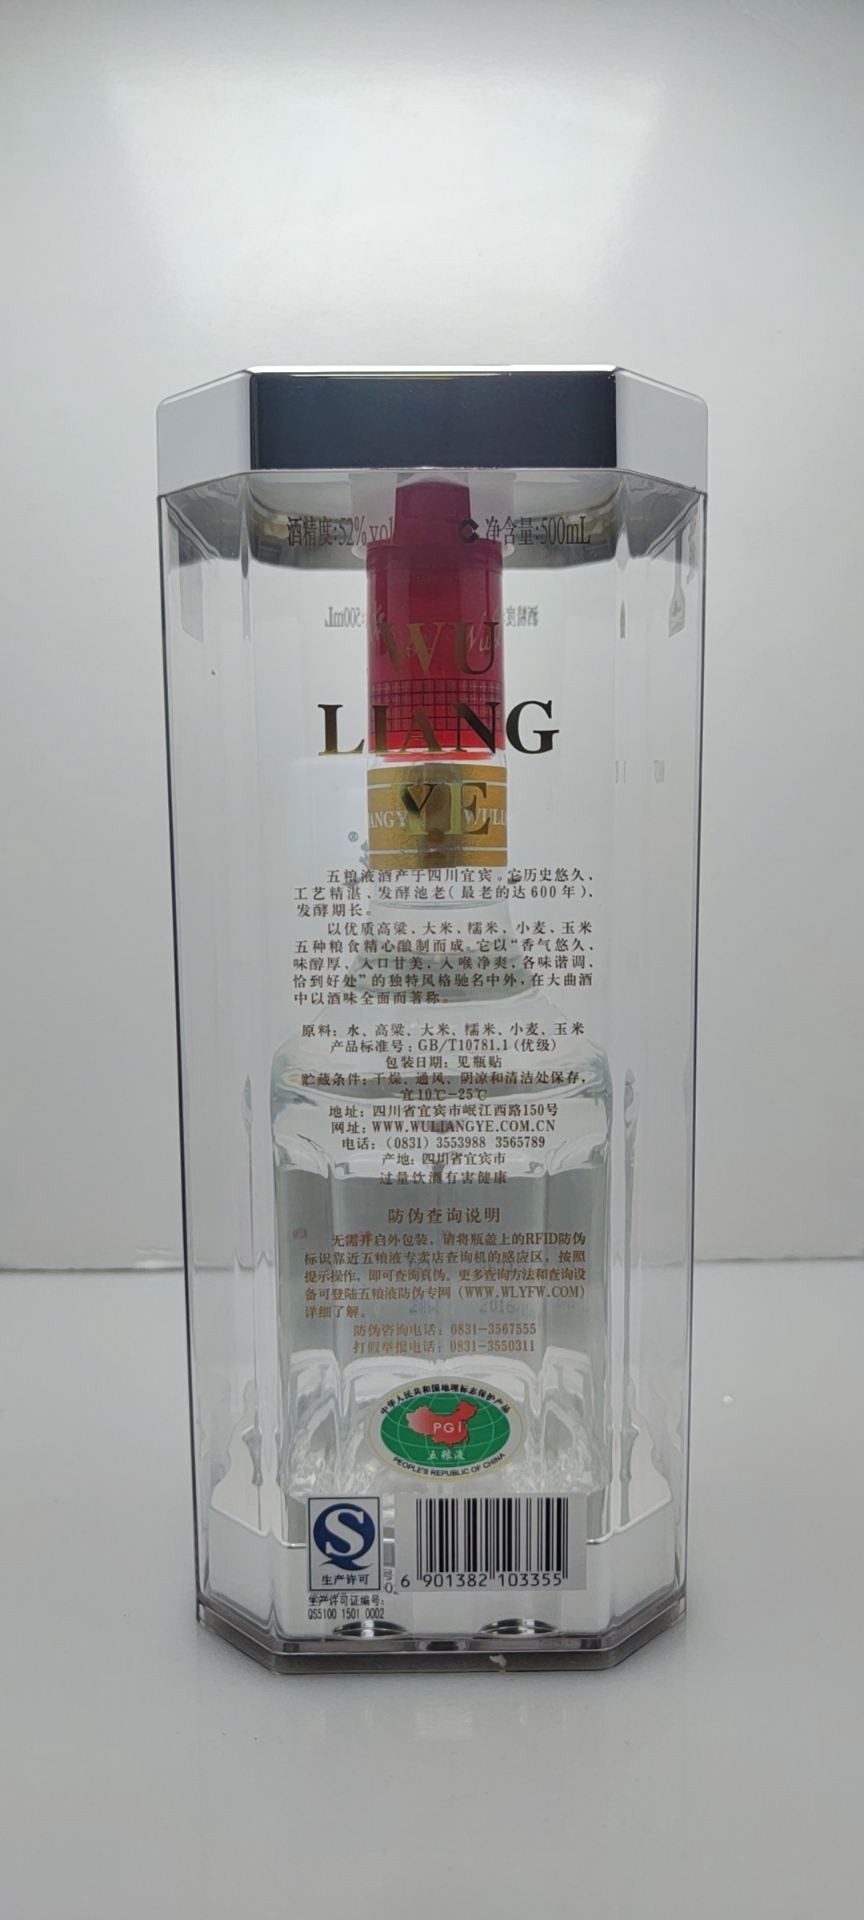 酒精度:52%vol 净含量:500mL
WU
LIANG
YE
五粮液酒产于四川宜宾。它历史悠久、
工艺精湛、发酵池老(最老的达600年)、
发酵期长。
以优质高粱、大米、糯米、小麦、玉米
五种粮食精心酿制而成。它以“香气悠久、
味醇厚、入口甘美、入喉净爽、各味谐调、
恰到好处”的独特风格驰名中外,在大曲酒
中以酒味全面而著称。
原料: 水、高粱、大米、糯米、小麦、玉米
产品标准号: GB/T10781.1 (优级)
包装日期: 见瓶贴
贮藏条件: 干燥、通风、阴凉和清洁处保存,
宜10℃-25℃
地址: 四川省宜宾市岷江西路150号
网址: WWW.WULIANGYE.COM.CN
电话: (0831) 3553988 3565789
产地: 四川省宜宾市
过量饮酒有害健康
防伪查询说明
无需开启外包装, 请将瓶盖上的RFID防伪
标识靠近五粮液专卖店查询机的感应区, 按照
提示操作, 即可查询真伪。更多查询方法和查询设
备可登陆五粮液防伪专网 (WWW.WLYFW.COM)
详细了解。
防伪咨询电话: 0831-3567555
打假举报电话: 0831-3550311
中华人民共和国地理标志保护产品
PGI
五粮液
PEOPLE'S REPUBLIC OF CHINA
S
生产许可
6 901382 103355
生产许可证编号:
QS5100 1501 0002